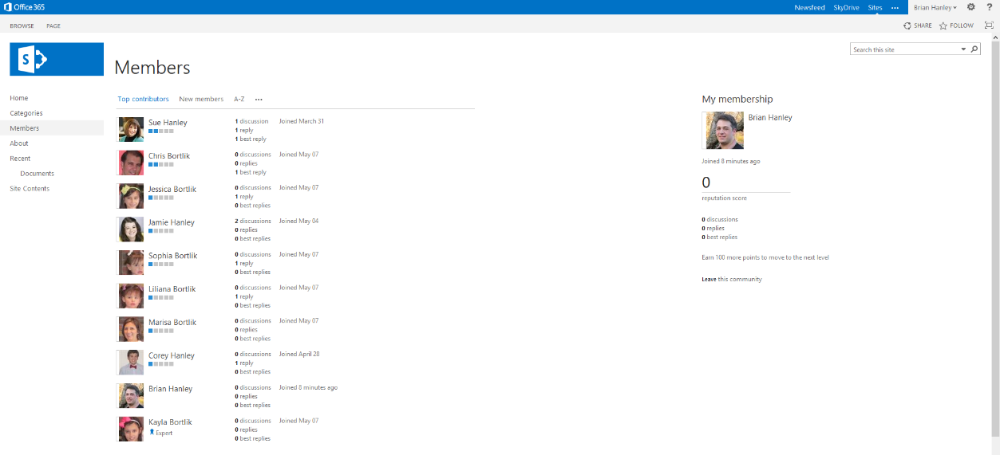 Office 365
Newsfeed SkyDrive Sites ••• Brian Hanley ?
BROWSE PAGE SHARE FOLLOW
S
Members
Search this site
Home
Categories
Members
About
Recent
Documents
Site Contents
Top contributors New members A-Z •••
Sue Hanley
1 discussion Joined March 31
1 reply
1 best reply
Chris Bortlik
0 discussions Joined May 07
0 replies
1 best reply
Jessica Bortlik
0 discussions Joined May 07
1 reply
0 best replies
Jamie Hanley
2 discussions Joined May 04
0 replies
0 best replies
Sophia Bortlik
0 discussions Joined May 07
1 reply
0 best replies
Liliana Bortlik
0 discussions Joined May 07
1 reply
0 best replies
Marisa Bortlik
0 discussions Joined May 07
0 replies
0 best replies
Corey Hanley
0 discussions Joined April 28
1 reply
0 best replies
Brian Hanley
0 discussions Joined 8 minutes ago
0 replies
0 best replies
Kayla Bortlik
Expert
0 discussions Joined May 07
0 replies
0 best replies
My membership
Brian Hanley
Joined 8 minutes ago
0
reputation score
0 discussions
0 replies
0 best replies
Earn 100 more points to move to the next level
Leave this community